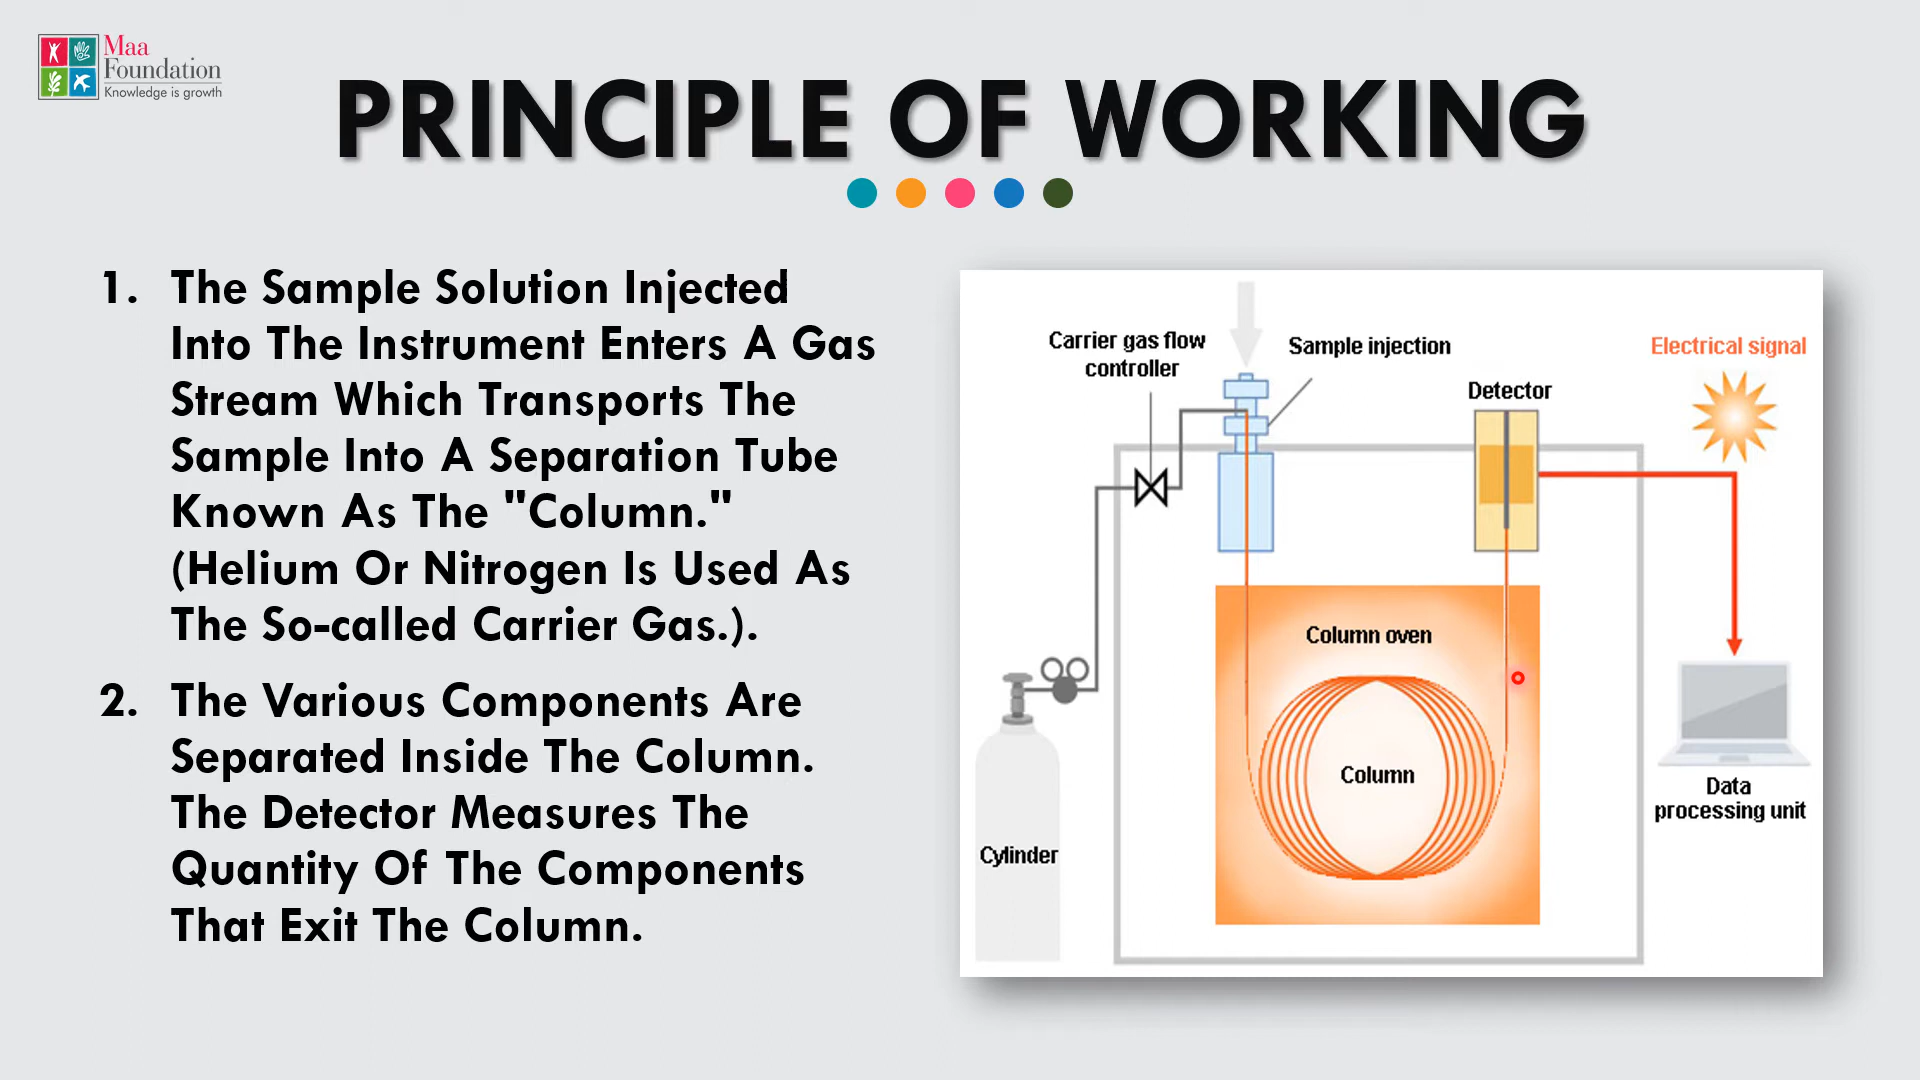 Maa
Foundation
Knowledge is growth
PRINCIPLE OF WORKING
1. The Sample Solution Injected
Into The Instrument Enters A Gas
Stream Which Transports The
Sample Into A Separation Tube
Known As The "Column."
(Helium Or Nitrogen Is Used As
The So-called Carrier Gas.).
2. The Various Components Are
Separated Inside The Column.
The Detector Measures The
Quantity Of The Components
That Exit The Column.
Carrier gas flow
controller
Sample injection
Detector
Electrical signal
Column oven
Column
Cylinder
Data
processing unit